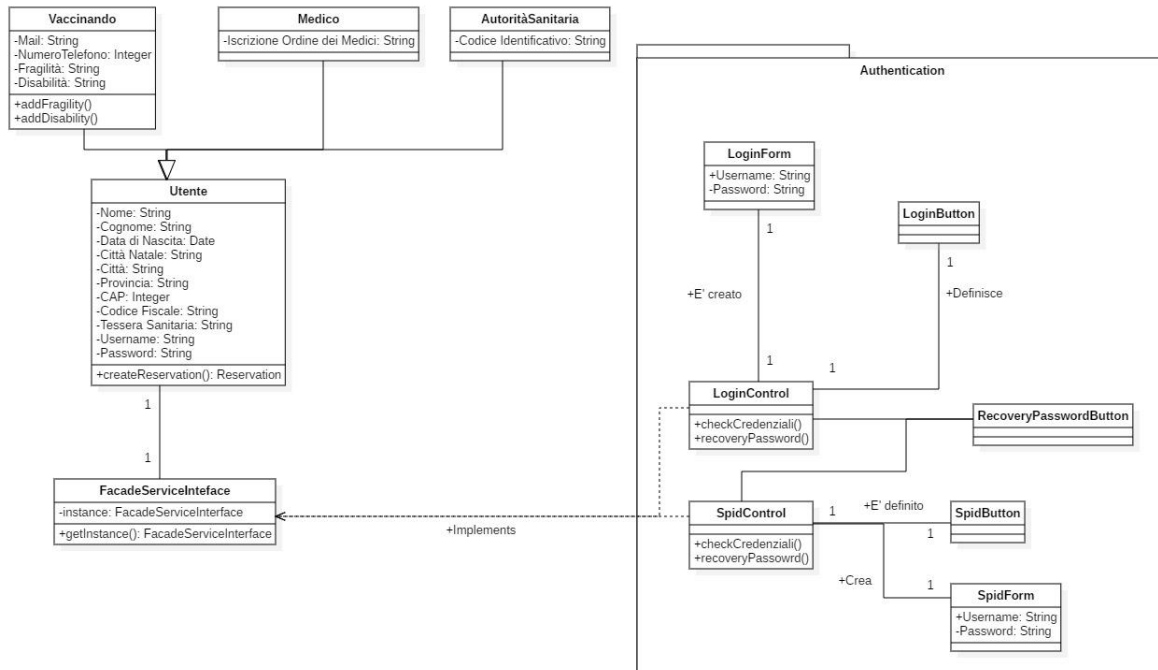 Vaccinando
-Mail: String
-NumeroTelefono: Integer
-Fragilità: String
-Disabilità: String
+addFragility()
+addDisability()
Medico
-Iscrizione Ordine dei Medici: String
AutoritàSanitaria
-Codice Identificativo: String
Utente
-Nome: String
-Cognome: String
-Data di Nascita: Date
-Città Natale: String
-Città: String
-Provincia: String
-CAP: Integer
-Codice Fiscale: String
-Tessera Sanitaria: String
-Username: String
-Password: String
+createReservation(): Reservation
1
1
FacadeServiceInteface
-instance: FacadeServiceInterface
+getInstance(): FacadeServiceInterface
+Implements
Authentication
LoginForm
+Username: String
-Password: String
1
+E' creato
1
LoginButton
1
+Definisce
1
LoginControl
+checkCredenziali()
+recoveryPassword()
RecoveryPasswordButton
SpidControl
+checkCredenziali()
+recoveryPassowrd()
1
+E' definito
1
SpidButton
+Crea
1
SpidForm
+Username: String
-Password: String